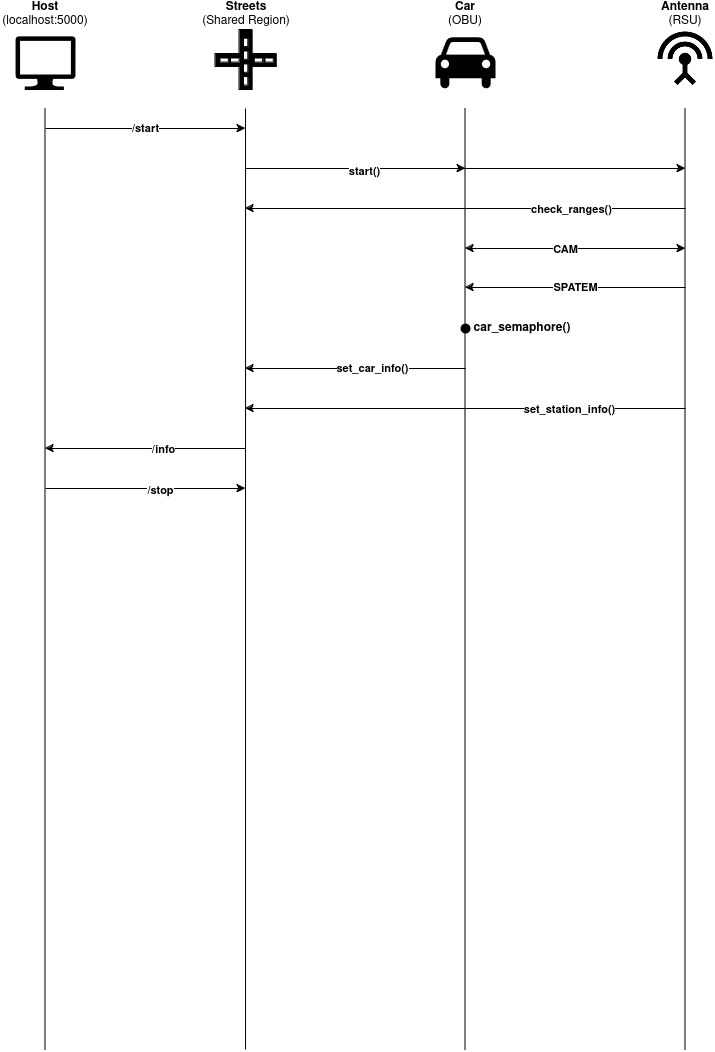 Host
(localhost:5000)
Streets
(Shared Region)
Car
(OBU)
Antenna
(RSU)
/start
start()
check_ranges()
CAM
SPATEM
car_semaphore()
set_car_info()
set_station_info()
/info
/stop